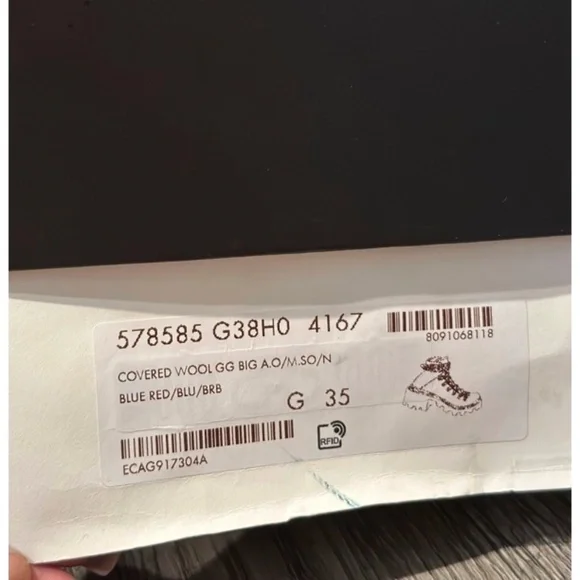 578585 G38H0 4167
8091068118
COVERED WOOL GG BIG A.O/M.SO/N
BLUE RED/BLU/BRB
G 35
ECAG917304A
RFID